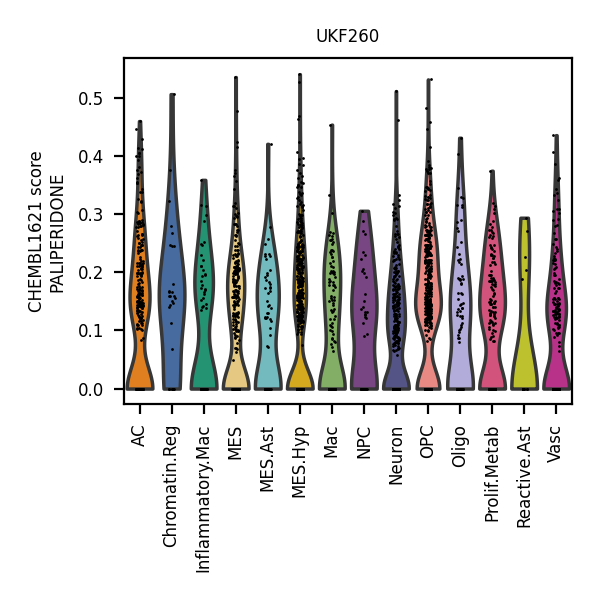 UKF260
CHEMBL1621 score
PALIPERIDONE
0.5
0.4
0.3
0.2
0.1
0.0
AC
Chromatin.Reg
Inflammatory.Mac
MES
MES.Ast
MES.Hyp
Mac
NPC
Neuron
OPC
Oligo
Prolif.Metab
Reactive.Ast
Vasc